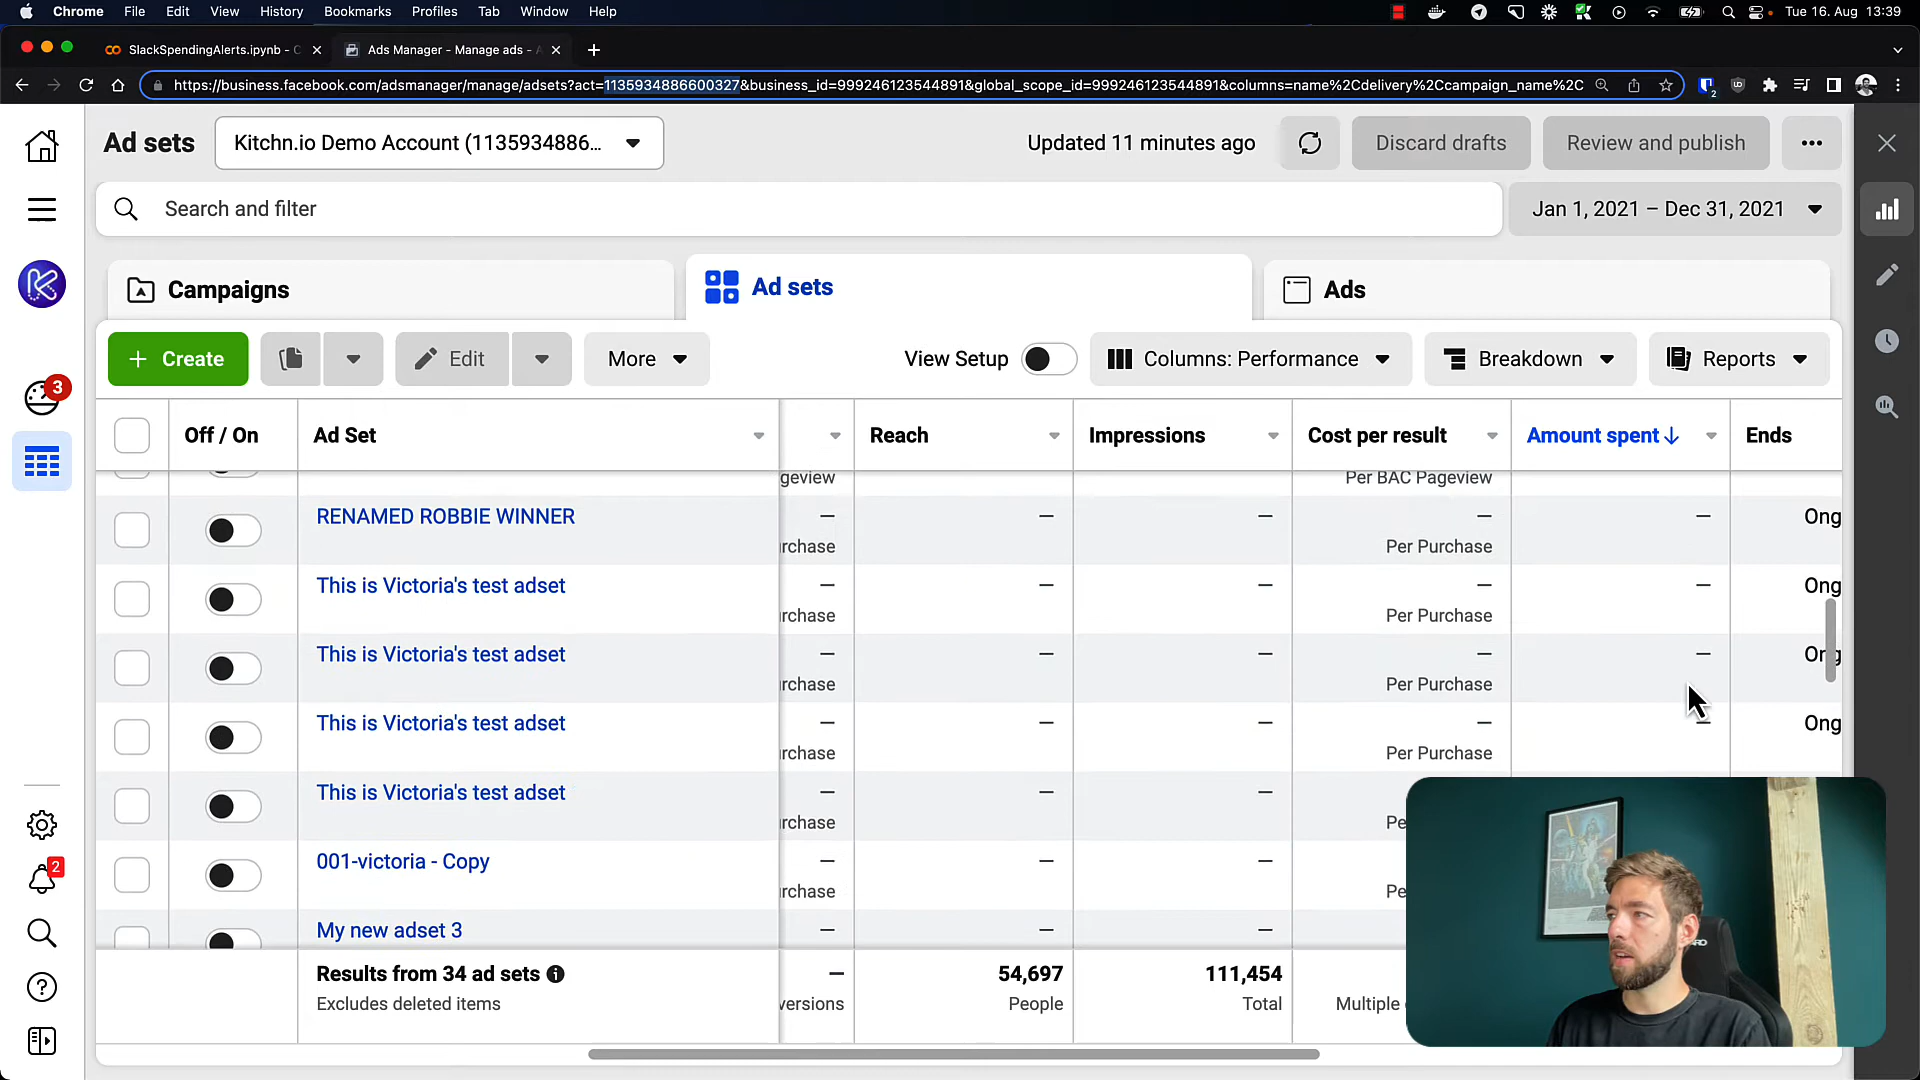 Chrome File Edit View History Bookmarks Profiles Tab Window Help Tue 16. Aug 13:39
SlackSpendingAlerts.ipynb - C
Ads Manager - Manage ads - A
https://business.facebook.com/adsmanager/manage/adsets?act=1135934886600327&business_id=999246123544891&global_scope_id=999246123544891&columns=name%2Cdelivery%2Ccampaign_name%2C
2
Ad sets
Kitchn.io Demo Account (1135934886...
Updated 11 minutes ago
Discard drafts
Review and publish
Search and filter
Jan 1, 2021 – Dec 31, 2021
Campaigns
Ad sets
Ads
+ Create
Edit
More
View Setup
Columns: Performance
Breakdown
Reports
3
Off / On
Ad Set
Reach
Impressions
Cost per result
Amount spent↓
Ends
geview
Per BAC Pageview
RENAMED ROBBIE WINNER — — — — — Ong
rchase Per Purchase
This is Victoria's test adset — — — — — Ong
rchase Per Purchase
This is Victoria's test adset — — — — — Ong
rchase Per Purchase
This is Victoria's test adset — — — — — Ong
rchase Per Purchase
This is Victoria's test adset — — —
rchase Pe
001-victoria - Copy — — —
rchase Pe
My new adset 3 — — —
2
Results from 34 ad sets — 54,697 111,454
Excludes deleted items versions People Total Multiple